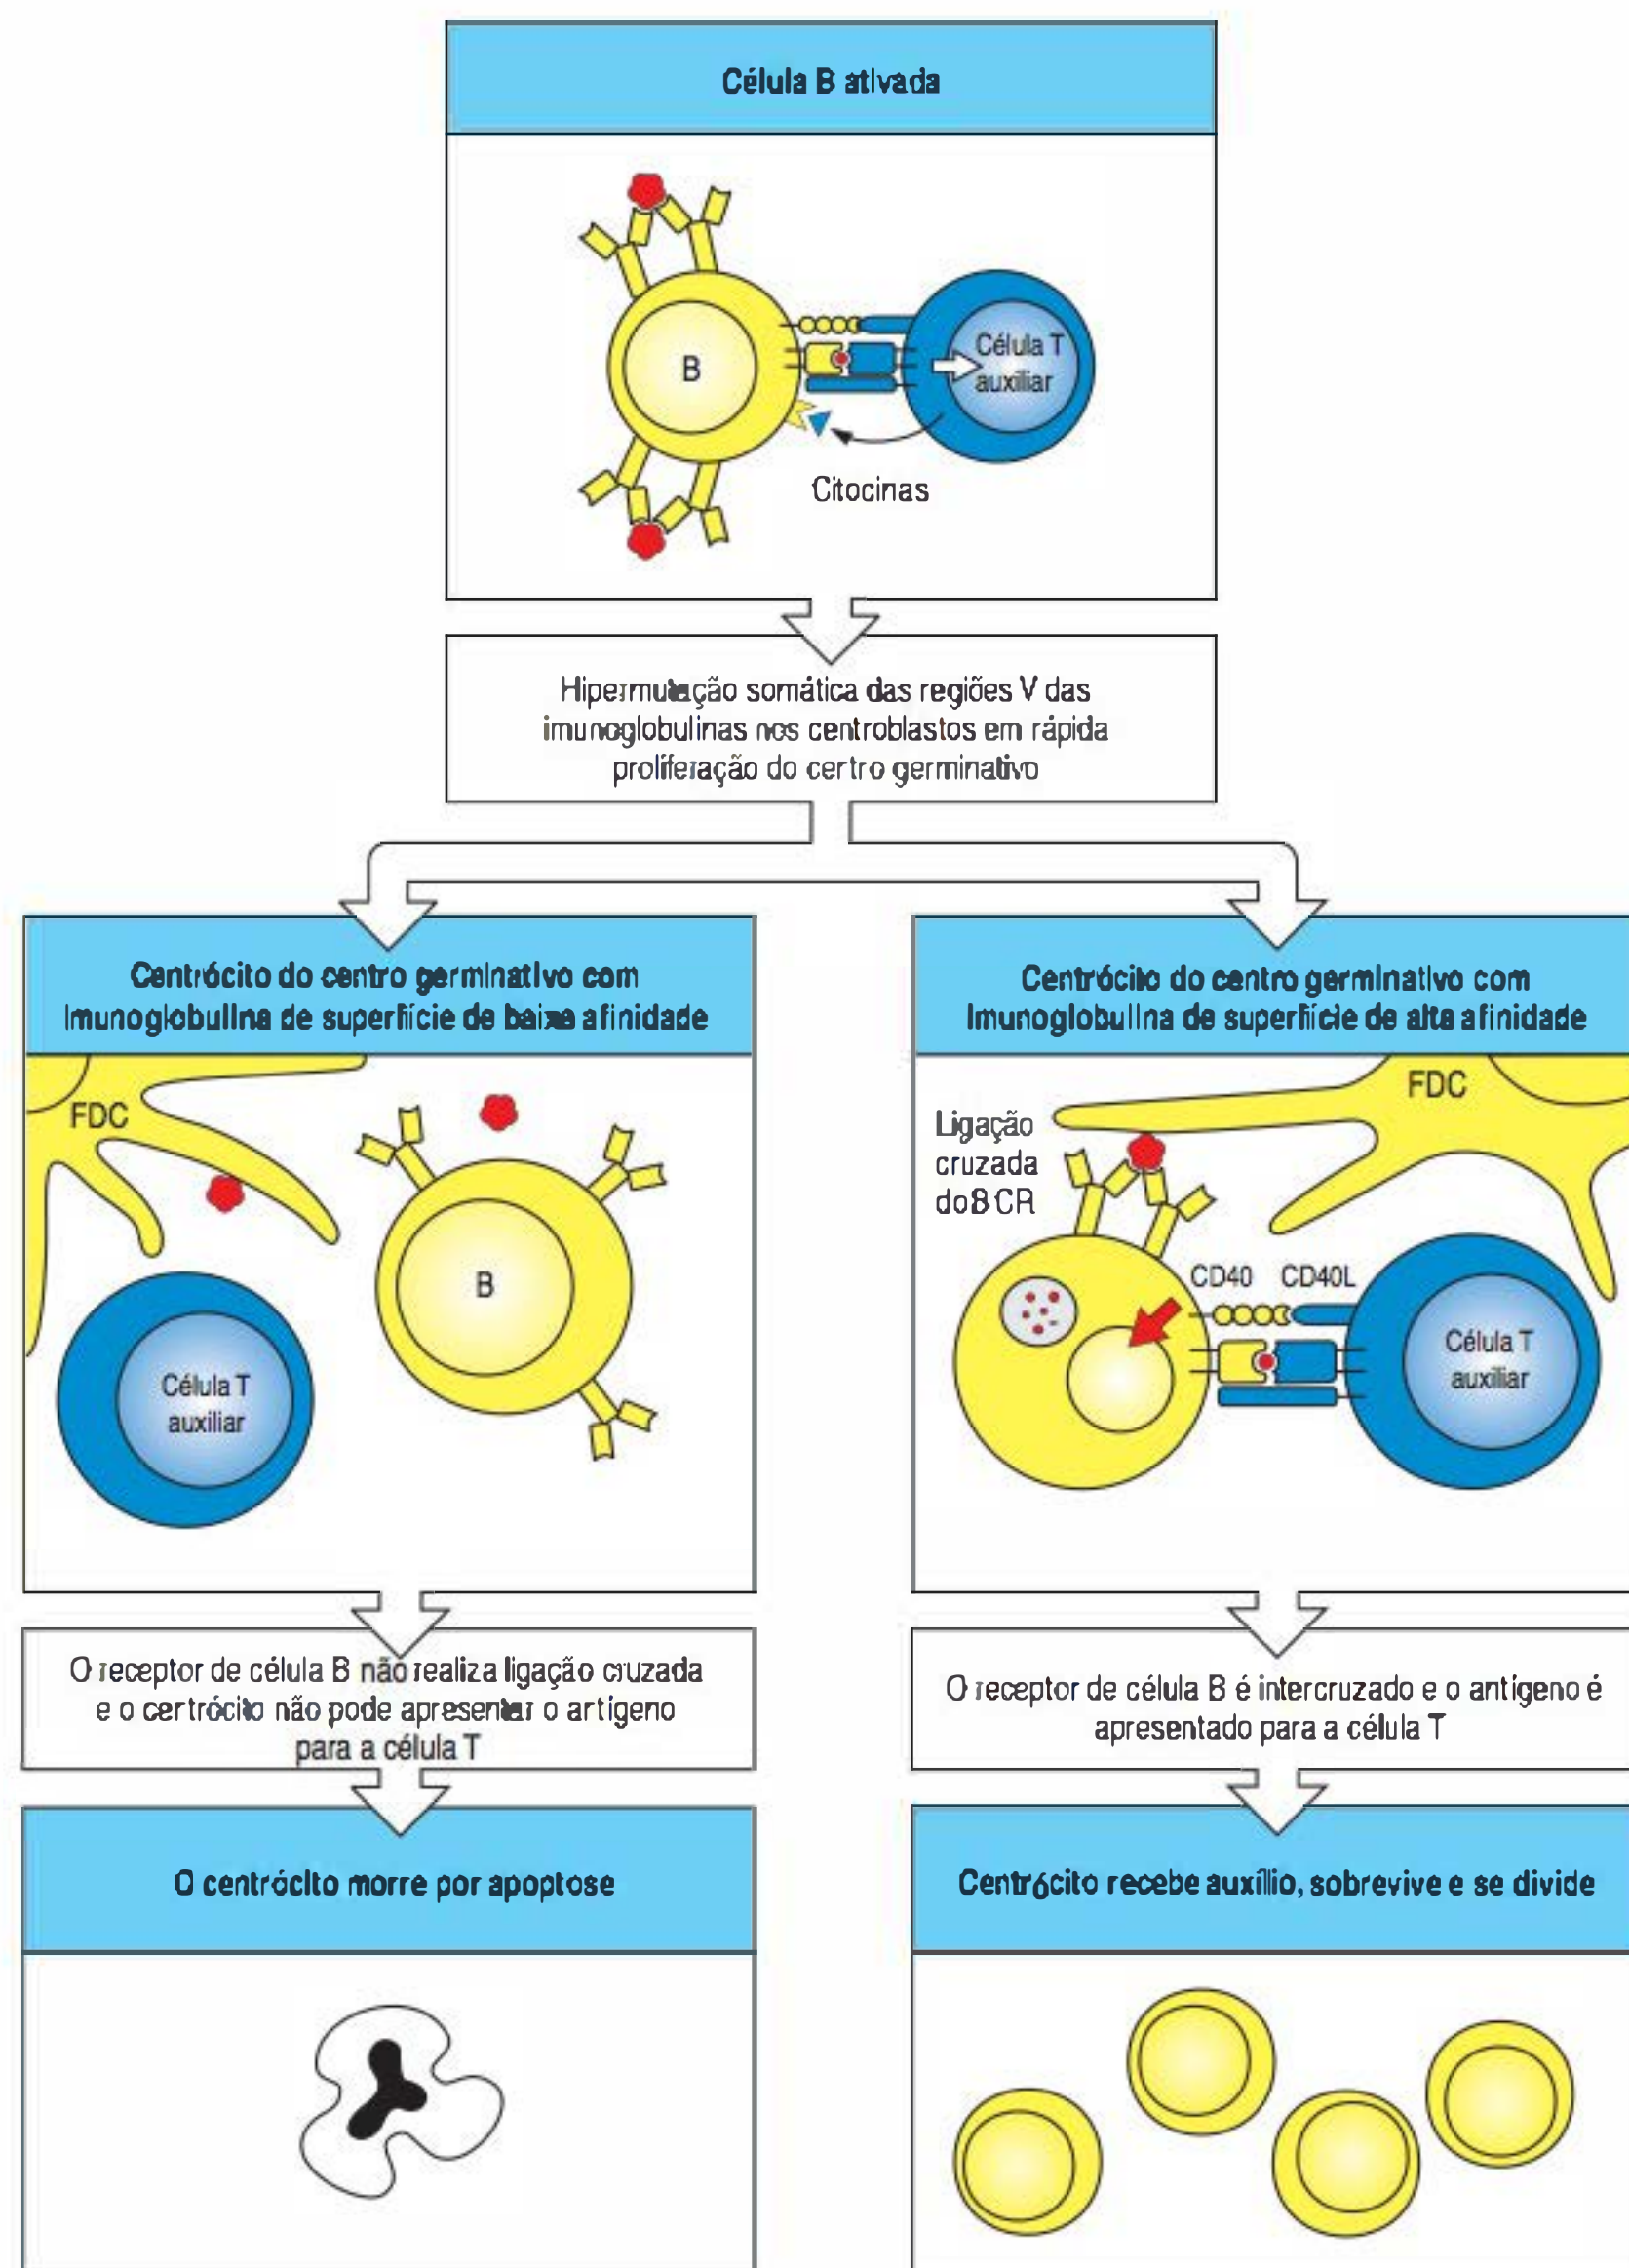 Célula B ativada
B
Célula T
auxiliar
Citocinas
Hipermutação somática das regiões V das
imunoglobulinas nos centroblastos em rápida
proliferação do certro germinativo
Centrócito do centro germinativo com
Imunoglobulina de superfície de baixa afinidade
FDC
B
Célula T
auxiliar
O receptor de célula B não realiza ligação cruzada
e o certrócito não pode apresentar o artígeno
para a célula T
O centrócito morre por apoptose
Centrócito do centro germinativo com
Imunoglobulina de superfície de alta afinidade
FDC
Ligação
cruzada
do BCR
CD40 CD40L
Célula T
auxiliar
O receptor de célula B é intercruzado e o antígeno é
apresentado para a célula T
Centrócito recebe auxílio, sobrevive e se divide